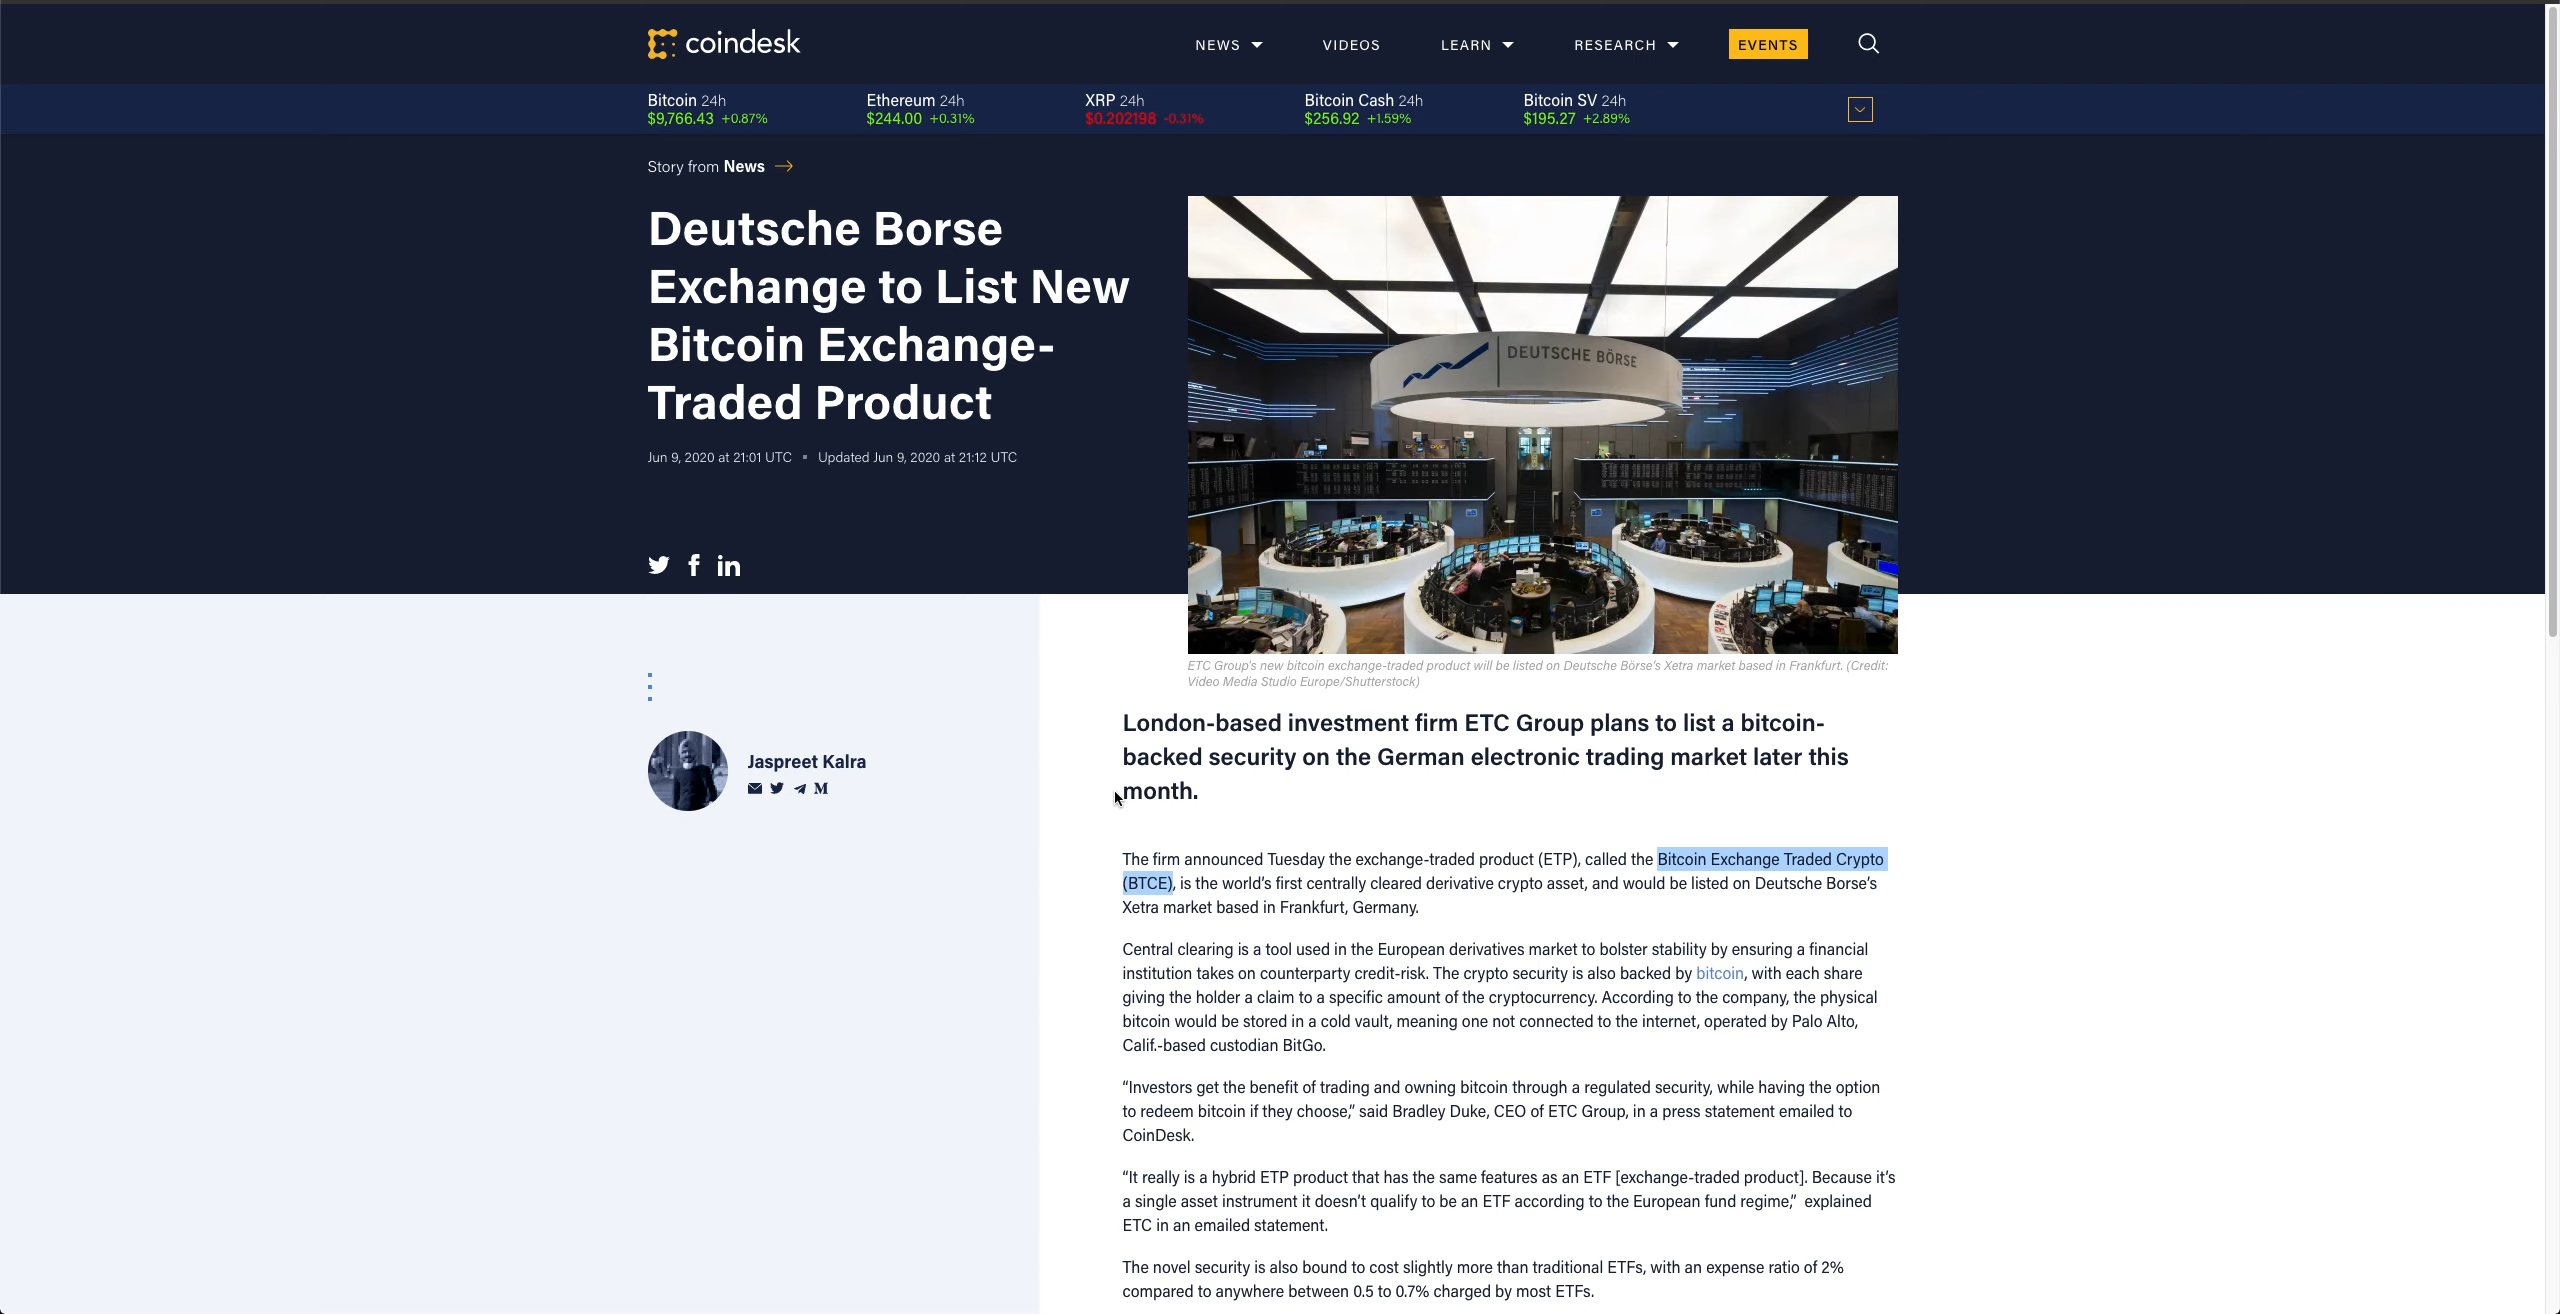 coindesk
NEWS
VIDEOS
LEARN
RESEARCH
EVENTS
Bitcoin 24h
$9,766.43 +0.87%
Ethereum 24h
$244.00 +0.31%
XRP 24h
$0.202198 -0.31%
Bitcoin Cash 24h
$256.92 +1.59%
Bitcoin SV 24h
$195.27 +2.89%
Story from News
Deutsche Borse
Exchange to List New
Bitcoin Exchange-
Traded Product
Jun 9, 2020 at 21:01 UTC ▪ Updated Jun 9, 2020 at 21:12 UTC
DEUTSCHE BÖRSE
ETC Group's new bitcoin exchange-traded product will be listed on Deutsche Börse's Xetra market based in Frankfurt. (Credit:
Video Media Studio Europe/Shutterstock)
Jaspreet Kalra
London-based investment firm ETC Group plans to list a bitcoin-
backed security on the German electronic trading market later this
month.
The firm announced Tuesday the exchange-traded product (ETP), called the Bitcoin Exchange Traded Crypto
(BTCE), is the world’s first centrally cleared derivative crypto asset, and would be listed on Deutsche Borse’s
Xetra market based in Frankfurt, Germany.
Central clearing is a tool used in the European derivatives market to bolster stability by ensuring a financial
institution takes on counterparty credit-risk. The crypto security is also backed by bitcoin, with each share
giving the holder a claim to a specific amount of the cryptocurrency. According to the company, the physical
bitcoin would be stored in a cold vault, meaning one not connected to the internet, operated by Palo Alto,
Calif.-based custodian BitGo.
“Investors get the benefit of trading and owning bitcoin through a regulated security, while having the option
to redeem bitcoin if they choose,” said Bradley Duke, CEO of ETC Group, in a press statement emailed to
CoinDesk.
“It really is a hybrid ETP product that has the same features as an ETF [exchange-traded product]. Because it’s
a single asset instrument it doesn’t qualify to be an ETF according to the European fund regime,” explained
ETC in an emailed statement.
The novel security is also bound to cost slightly more than traditional ETFs, with an expense ratio of 2%
compared to anywhere between 0.5 to 0.7% charged by most ETFs.